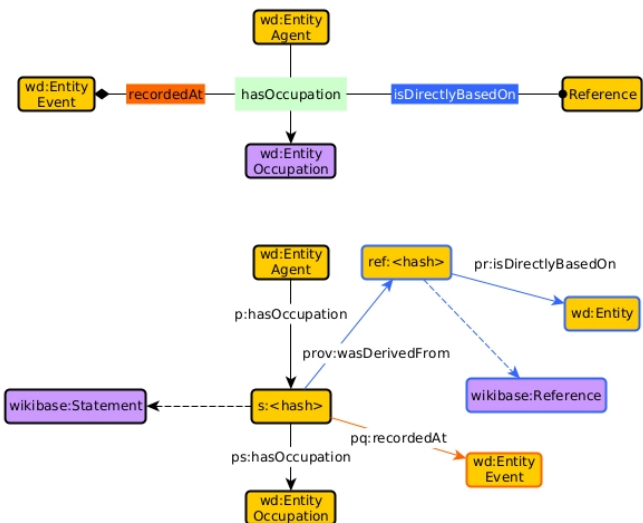 wd:Entity
Agent
wd:Entity
Event
recordedAt
hasOccupation
isDirectlyBasedOn
Reference
wd:Entity
Occupation
wd:Entity
Agent
ref:<hash>
pr:isDirectlyBasedOn
p:hasOccupation
wd:Entity
prov:wasDerivedFrom
wikibase:Statement
s:<hash>
wikibase:Reference
pq:recordedAt
ps:hasOccupation
wd:Entity
Event
wd:Entity
Occupation